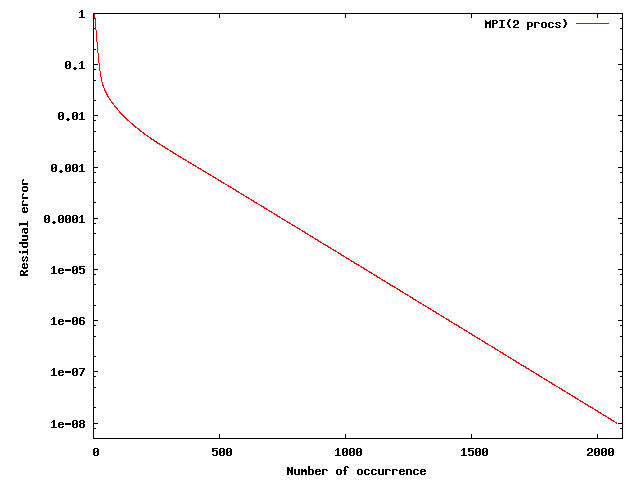 MPI(2 procs)
1
0.1
0.01
0.001
0.0001
1e-05
1e-06
1e-07
1e-08
Residual error
0 500 1000 1500 2000
Number of occurrence